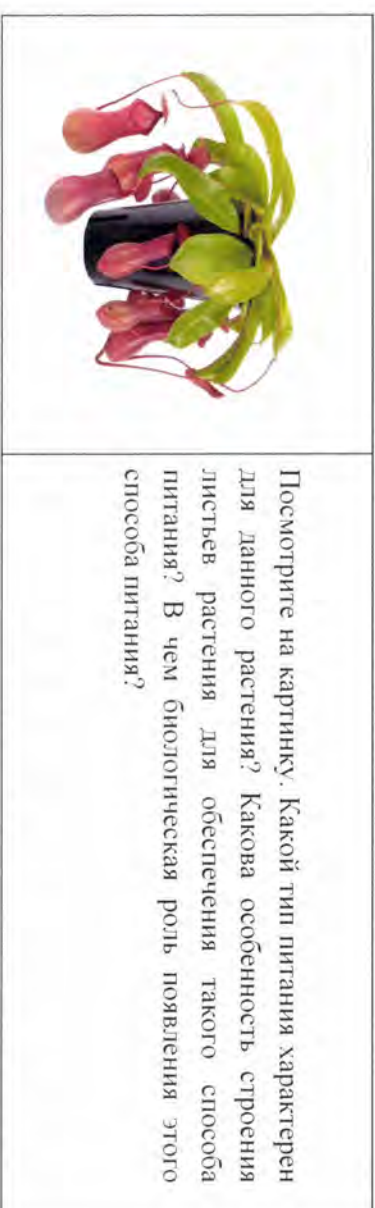 Посмотрите на картинку. Какой тип питания характерен
для данного растения? Какова особенность строения
листьев растения для обеспечения такого способа
питания? В чем биологическая роль появления этого
способа питания?